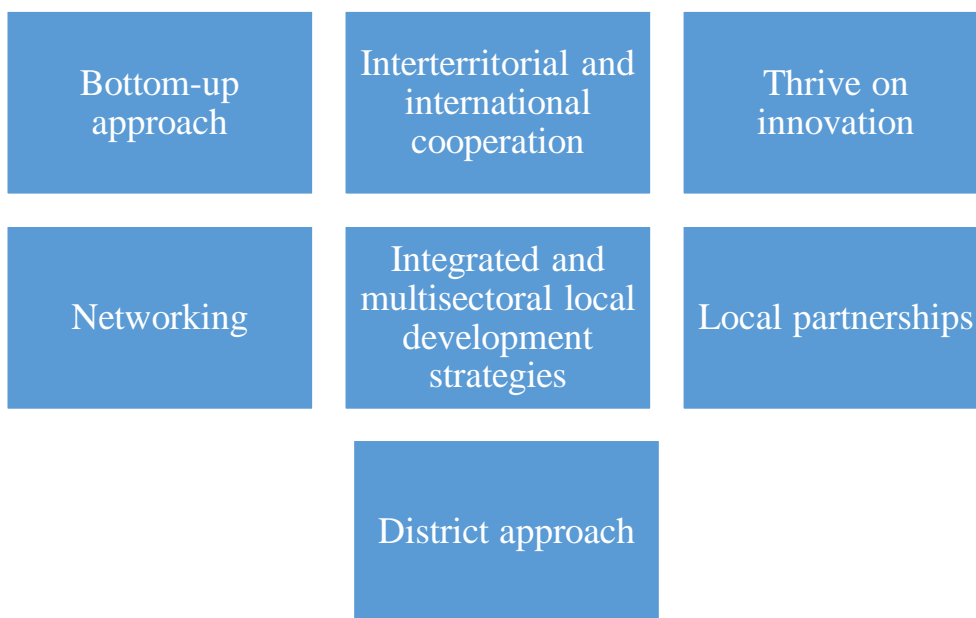 Bottom-up
approach
Interterritorial and
international
cooperation
Thrive on
innovation
Networking
Integrated and
multisectoral local
development
strategies
Local partnerships
District approach